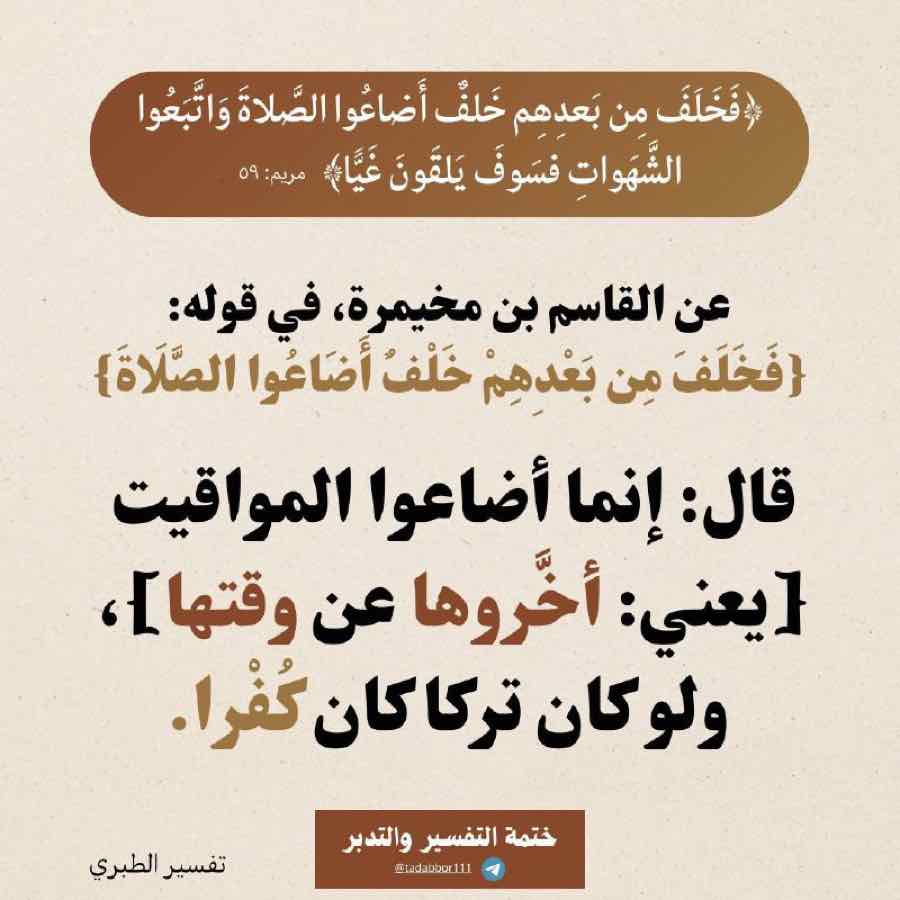 ﴿فَخَلَفَ مِن بَعدِهِم خَلفٌ أَضاعُوا الصَّلاةَ وَاتَّبَعُوا
الشَّهَواتِ فسَوفَ يَلقَونَ غَيًّا﴾ مريم: ٥٩
عن القاسم بن مخيمرة، في قوله:
{فَخَلَفَ مِن بَعْدِهِمْ خَلْفٌ أَضَاعُوا الصَّلَاةَ}
قال: إنما أضاعوا المواقيت
[يعني: أخَّروها عن وقتها]،
ولو كان تركا كان كُفْرا.
ختمة التفسير والتدبر
@tadabbor111
تفسير الطبري